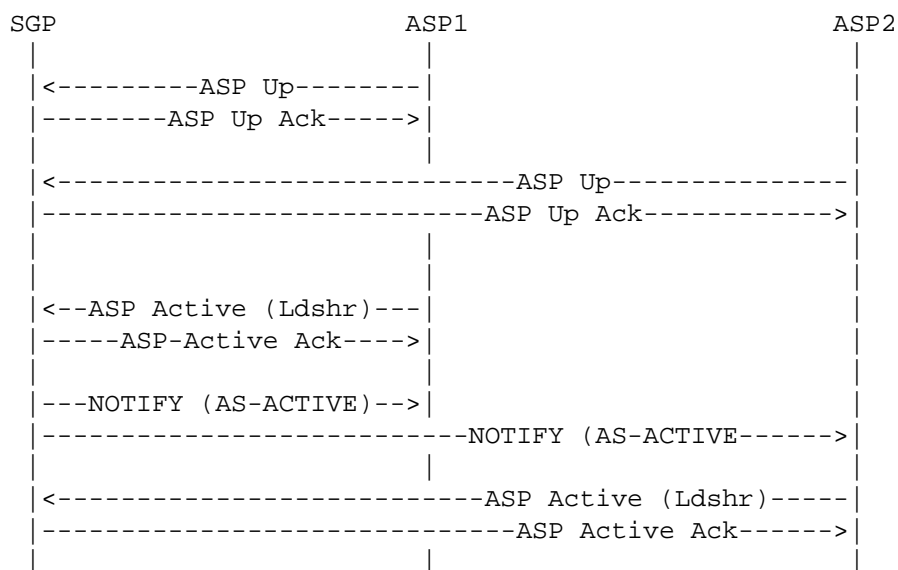 SGP ASP1 ASP2
| | |
|<---------ASP Up--------| |
|--------ASP Up Ack----->| |
| | |
|<-----------------------------ASP Up---------------|
|----------------------------ASP Up Ack------------>|
| | |
| | |
|<--ASP Active (Ldshr)---| |
|-----ASP-Active Ack---->| |
| | |
|---NOTIFY (AS-ACTIVE)-->| |
|---------------------------NOTIFY (AS-ACTIVE------>|
| | |
|<---------------------------ASP Active (Ldshr)-----|
|------------------------------ASP Active Ack------>|
| | |